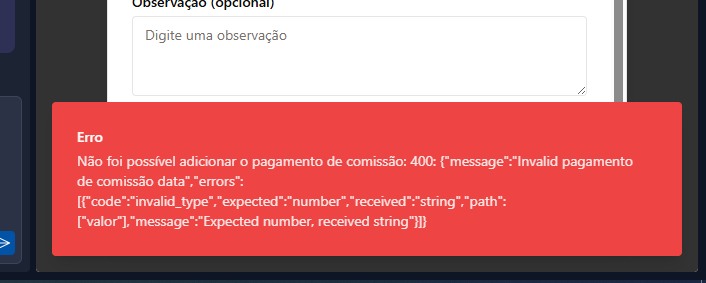 Observação (opcional)
Digite uma observação
Erro
Não foi possível adicionar o pagamento de comissão: 400: {"message":"Invalid pagamento
de comissão data","errors":
[{"code":"invalid_type","expected":"number","received":"string","path":
["valor"],"message":"Expected number, received string"}]}